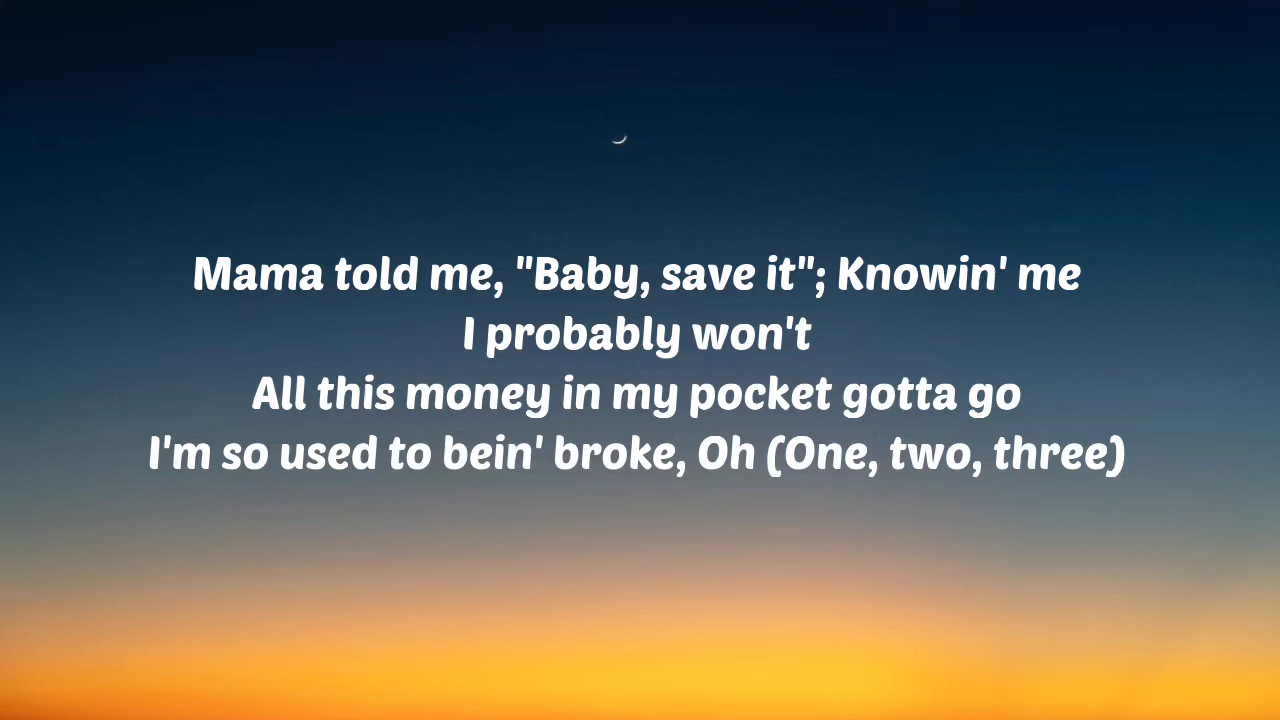 Mama told me, "Baby, save it"; Knowin' me
I probably won't
All this money in my pocket gotta go
I'm so used to bein' broke, Oh (One, two, three)